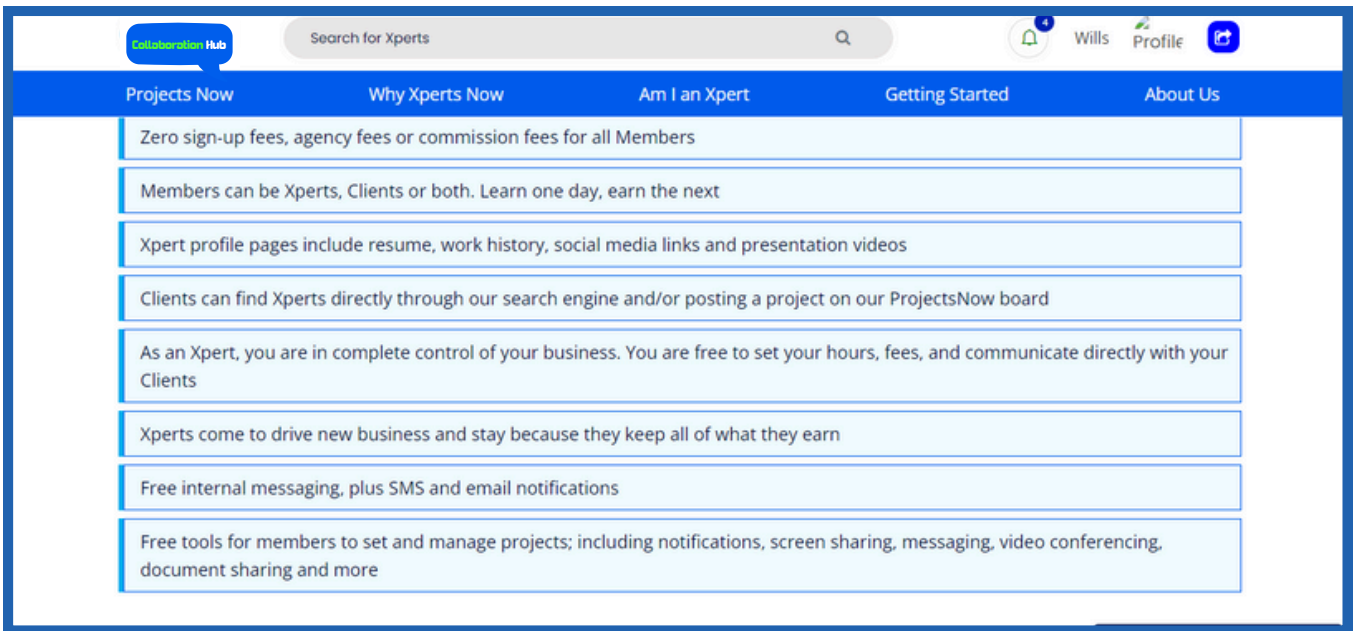 Collaboration Hub
Search for Xperts
4
Wills
Profile
Projects Now
Why Xperts Now
Am I an Xpert
Getting Started
About Us
Zero sign-up fees, agency fees or commission fees for all Members
Members can be Xperts, Clients or both. Learn one day, earn the next
Xpert profile pages include resume, work history, social media links and presentation videos
Clients can find Xperts directly through our search engine and/or posting a project on our ProjectsNow board
As an Xpert, you are in complete control of your business. You are free to set your hours, fees, and communicate directly with your
Clients
Xperts come to drive new business and stay because they keep all of what they earn
Free internal messaging, plus SMS and email notifications
Free tools for members to set and manage projects; including notifications, screen sharing, messaging, video conferencing,
document sharing and more